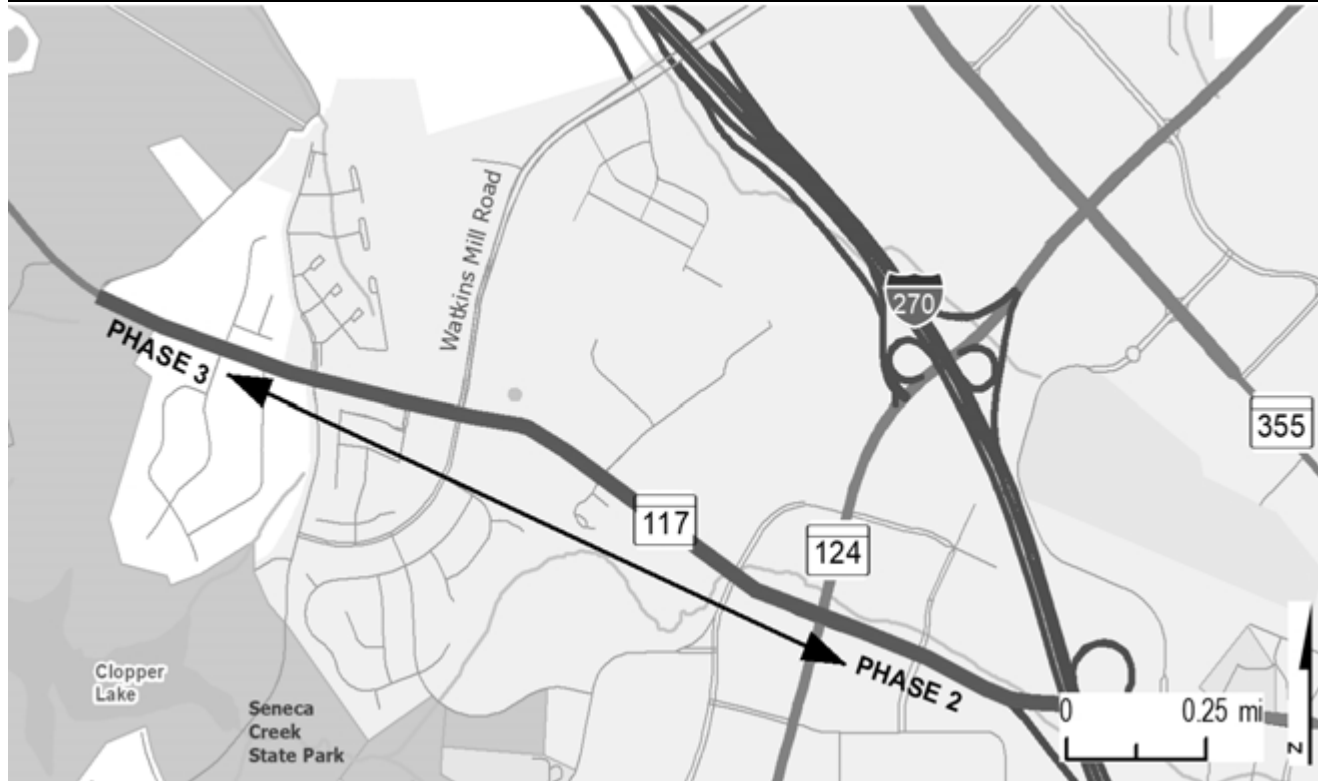 Watkins Mill Road
270
PHASE 3
355
117
124
PHASE 2
Clopper
Lake
Seneca
Creek
State Park
0 0.25 mi
N